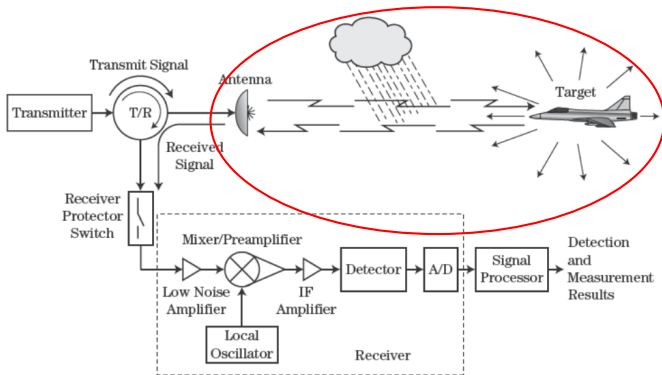 Transmit Signal
Antenna
Target
Transmitter
T/R
Received
Signal
Receiver
Protector
Switch
Mixer/Preamplifier
Detector
A/D
Signal
Processor
Detection
and
Measurement
Results
Low Noise
Amplifier
IF
Amplifier
Local
Oscillator
Receiver